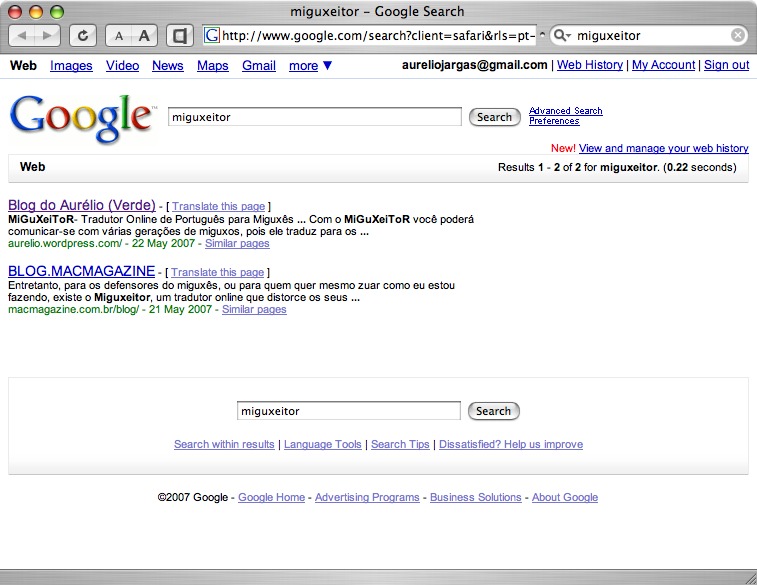 miguxeitor – Google Search
A A http://www.google.com/search?client=safari&rls=pt- miguxeitor
Web Images Video News Maps Gmail more ▼ aureliojargas@gmail.com | Web History | My Account | Sign out
Google™ miguxeitor Search Advanced Search
Preferences
New! View and manage your web history
Web Results 1 - 2 of 2 for miguxeitor. (0.22 seconds)
Blog do Aurélio (Verde) - [ Translate this page ]
MiGuXeiToR- Tradutor Online de Português para Miguxês ... Com o MiGuXeiToR você poderá
comunicar-se com várias gerações de miguxos, pois ele traduz para os ...
aurelio.wordpress.com/ - 22 May 2007 - Similar pages
BLOG.MACMAGAZINE - [ Translate this page ]
Entretanto, para os defensores do miguxês, ou para quem quer mesmo zuar como eu estou
fazendo, existe o Miguxeitor, um tradutor online que distorce os seus ...
macmagazine.com.br/blog/ - 21 May 2007 - Similar pages
miguxeitor Search
Search within results | Language Tools | Search Tips | Dissatisfied? Help us improve
©2007 Google - Google Home - Advertising Programs - Business Solutions - About Google